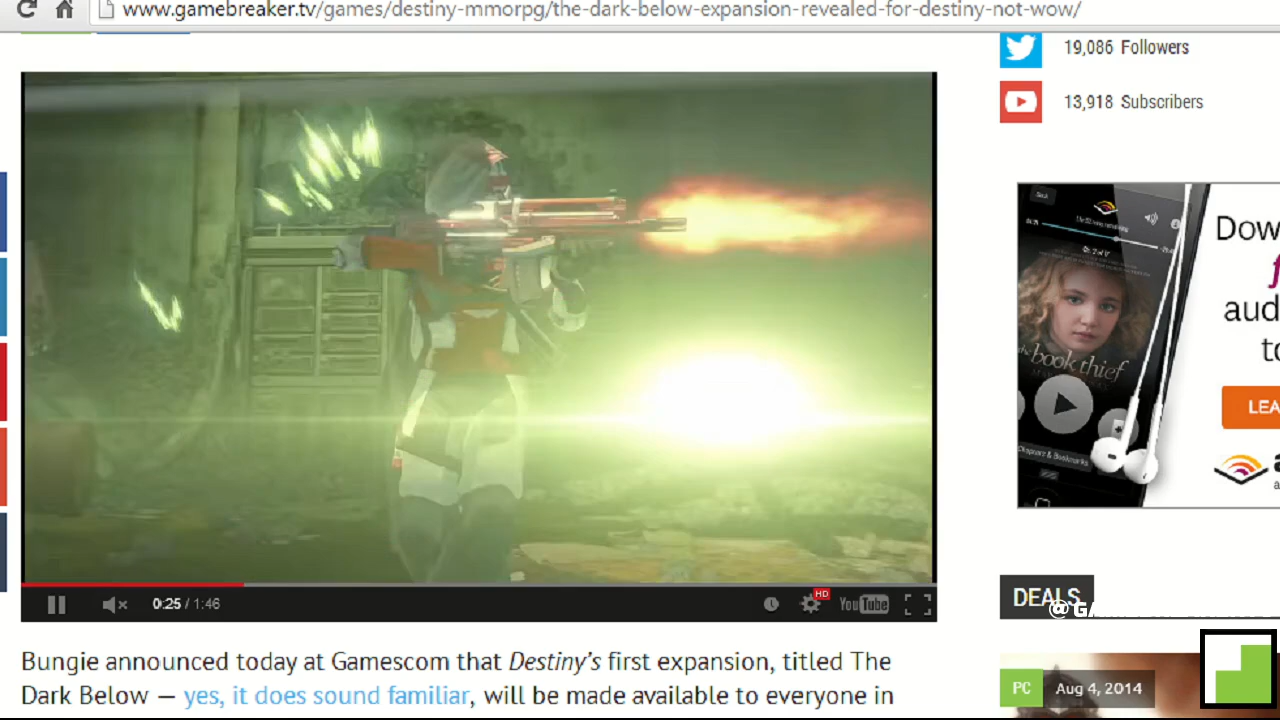 www.gamebreaker.tv/games/destiny-mmorpg/the-dark-below-expansion-revealed-for-destiny-not-wow/
19,086 Followers
13,918 Subscribers
the book thief
Chapters & Bookmarks
Dow
f
aud
to
LEA
a
0:25 / 1:46
HD
YouTube
Bungie announced today at Gamescom that Destiny's first expansion, titled The
Dark Below — yes, it does sound familiar, will be made available to everyone in
DEALS
@ GA
PC
Aug 4, 2014